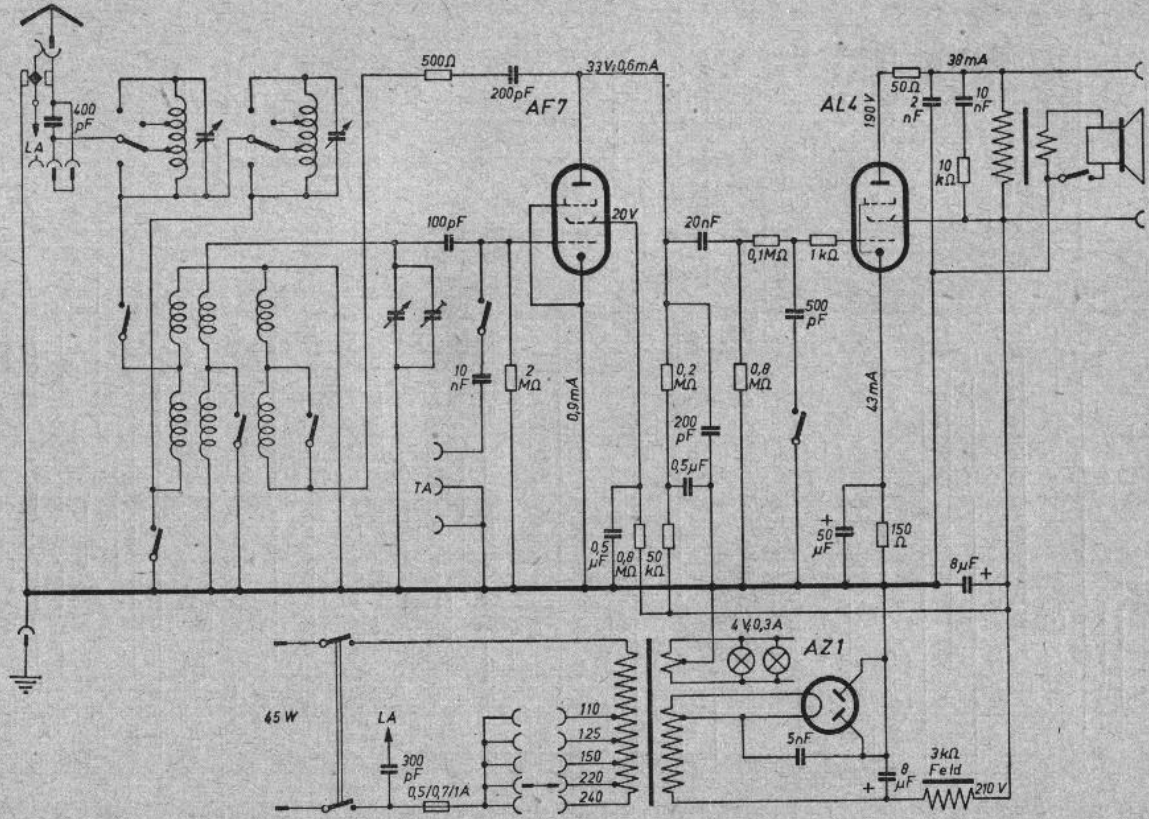 400
pF
LA
500Ω
200pF
AF7
33V;0,6mA
20V
100pF
10
nF
2
MΩ
0,9mA
TA
0,5
µF
0,8
MΩ
50
kΩ
0,2
MΩ
200
pF
0,5µF
20nF
0,8
MΩ
0,1MΩ
1kΩ
500
pF
AL4
190V
50Ω
38mA
2
nF
10
nF
10
kΩ
43mA
50
µF
+
150
Ω
8µF
+
45W
LA
300
pF
0,5/0,7/1A
110
125
150
220
240
4V;0,3A
AZ1
5nF
8
µF
+
3kΩ
Feld
210V